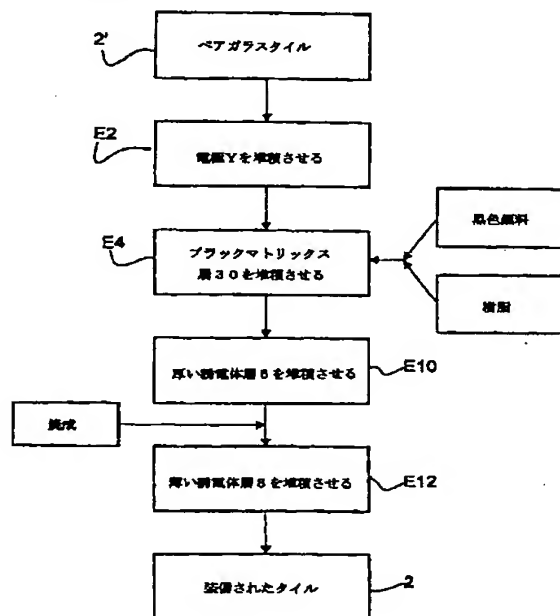 2'
ベアガラスタイル
E2
電極Yを堆積させる
E4
ブラックマトリックス
層30を堆積させる
黒色顔料
樹脂
厚い誘電体層6を堆積させる
E10
焼成
薄い誘電体層8を堆積させる
E12
装備されたタイル
2